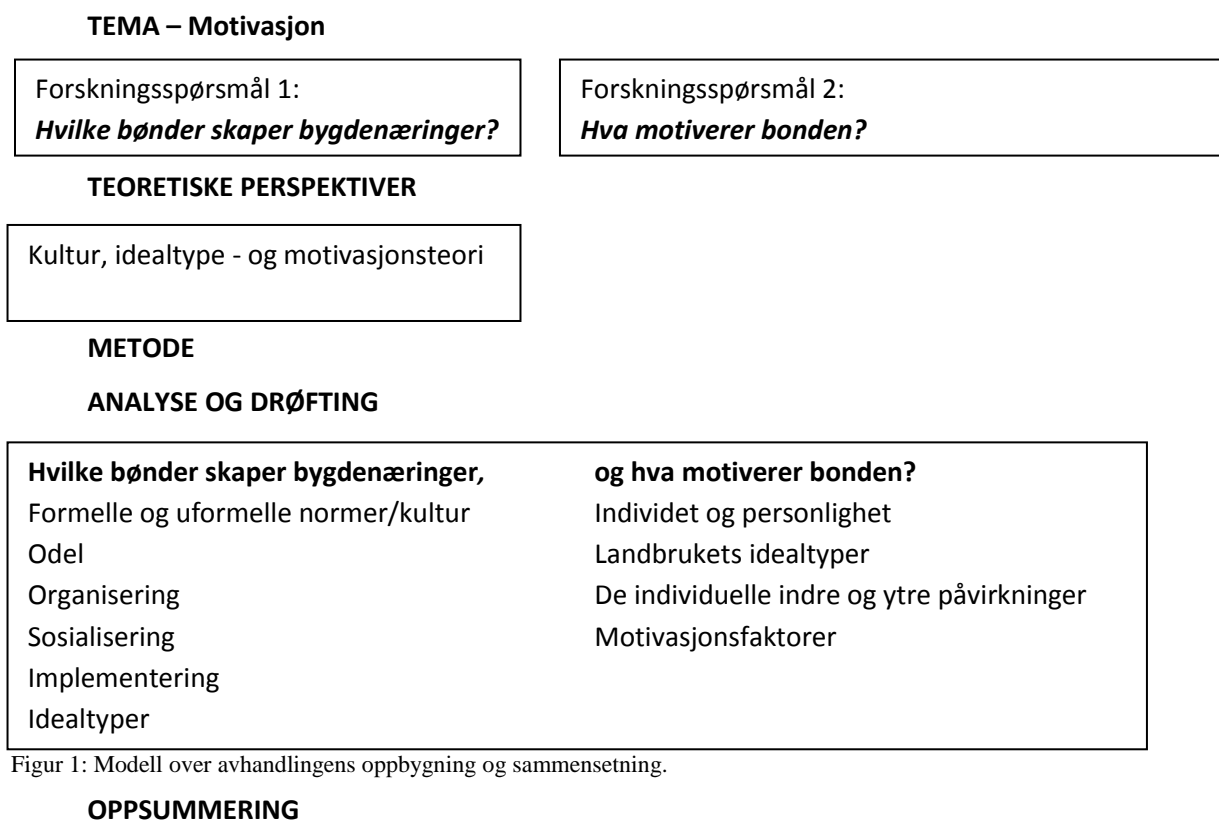 TEMA – Motivasjon
Forskningsspørsmål 1:
Hvilke bønder skaper bygdenæringer?
Forskningsspørsmål 2:
Hva motiverer bonden?
TEORETISKE PERSPEKTIVER
Kultur, idealtype - og motivasjonsteori
METODE
ANALYSE OG DRØFTING
Hvilke bønder skaper bygdenæringer,
Formelle og uformelle normer/kultur
Odel
Organisering
Sosialisering
Implementering
Idealtyper
og hva motiverer bonden?
Individet og personlighet
Landbrukets idealtyper
De individuelle indre og ytre påvirkninger
Motivasjonsfaktorer
Figur 1: Modell over avhandlingens oppbygning og sammensetning.
OPPSUMMERING